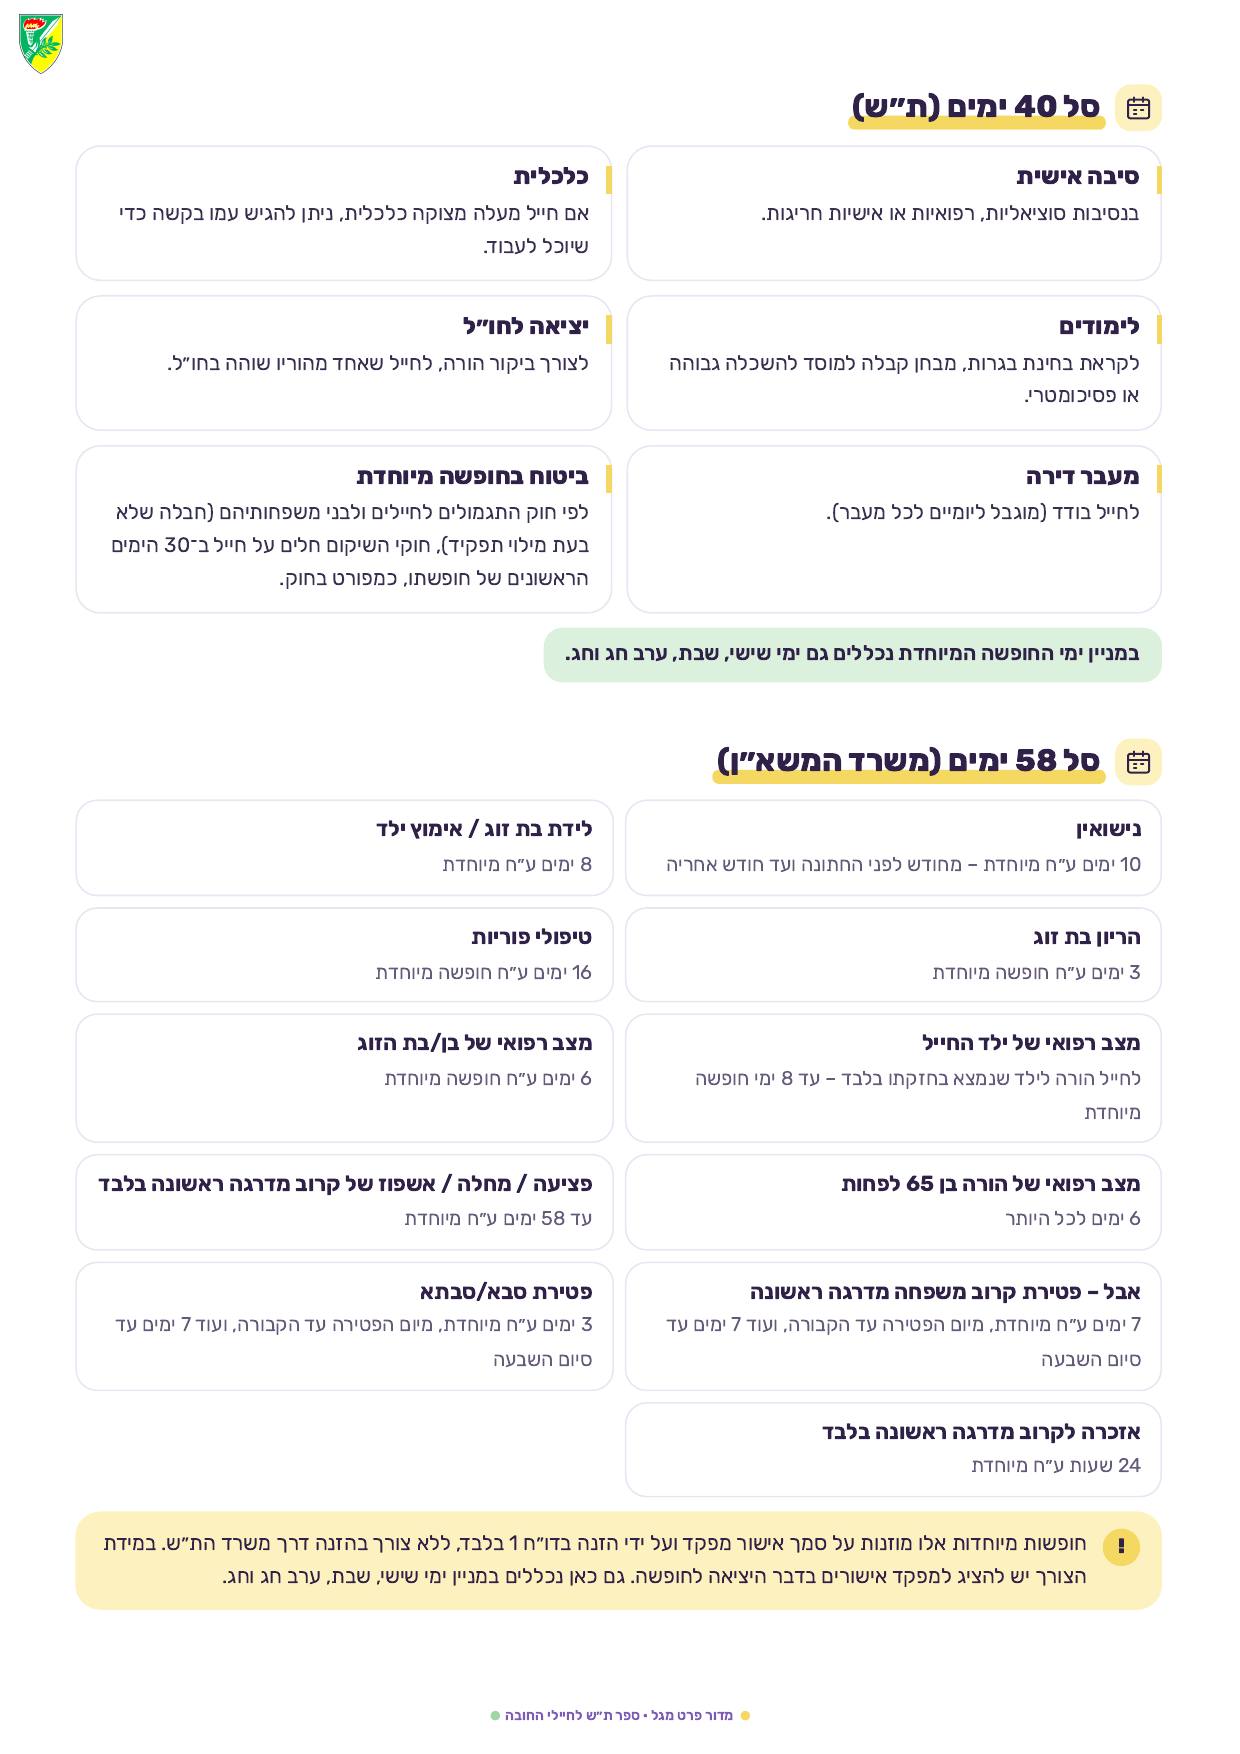 סל 40 ימים (ת״ש)
סיבה אישית
בנסיבות סוציאליות, רפואיות או אישיות חריגות.
כלכלית
אם חייל מעלה מצוקה כלכלית, ניתן להגיש עמו בקשה כדי
שיוכל לעבוד.
לימודים
לקראת בחינת בגרות, מבחן קבלה למוסד להשכלה גבוהה
או פסיכומטרי.
יציאה לחו״ל
לצורך ביקור הורה, לחייל שאחד מהוריו שוהה בחו״ל.
מעבר דירה
לחייל בודד (מוגבל ליומיים לכל מעבר).
ביטוח בחופשה מיוחדת
לפי חוק התגמולים לחיילים ולבני משפחותיהם (חבלה שלא
בעת מילוי תפקיד), חוקי השיקום חלים על חייל ב־30 הימים
הראשונים של חופשתו, כמפורט בחוק.
במניין ימי החופשה המיוחדת נכללים גם ימי שישי, שבת, ערב חג וחג.
סל 58 ימים (משרד המשא״ן)
נישואין
10 ימים ע״ח מיוחדת – מחודש לפני החתונה ועד חודש אחריה
לידת בת זוג / אימוץ ילד
8 ימים ע״ח מיוחדת
הריון בת זוג
3 ימים ע״ח חופשה מיוחדת
טיפולי פוריות
16 ימים ע״ח חופשה מיוחדת
מצב רפואי של ילד החייל
לחייל הורה לילד שנמצא בחזקתו בלבד – עד 8 ימי חופשה
מיוחדת
מצב רפואי של בן/בת הזוג
6 ימים ע״ח חופשה מיוחדת
מצב רפואי של הורה בן 65 לפחות
6 ימים לכל היותר
פציעה / מחלה / אשפוז של קרוב מדרגה ראשונה בלבד
עד 58 ימים ע״ח מיוחדת
אבל – פטירת קרוב משפחה מדרגה ראשונה
7 ימים ע״ח מיוחדת, מיום הפטירה עד הקבורה, ועוד 7 ימים עד
סיום השבעה
פטירת סבא/סבתא
3 ימים ע״ח מיוחדת, מיום הפטירה עד הקבורה, ועוד 7 ימים עד
סיום השבעה
אזכרה לקרוב מדרגה ראשונה בלבד
24 שעות ע״ח מיוחדת
! חופשות מיוחדות אלו מוזנות על סמך אישור מפקד ועל ידי הזנה בדו״ח 1 בלבד, ללא צורך בהזנה דרך משרד הת״ש. במידת
הצורך יש להציג למפקד אישורים בדבר היציאה לחופשה. גם כאן נכללים במניין ימי שישי, שבת, ערב חג וחג.
מדור פרט מגל • ספר ת״ש לחיילי החובה